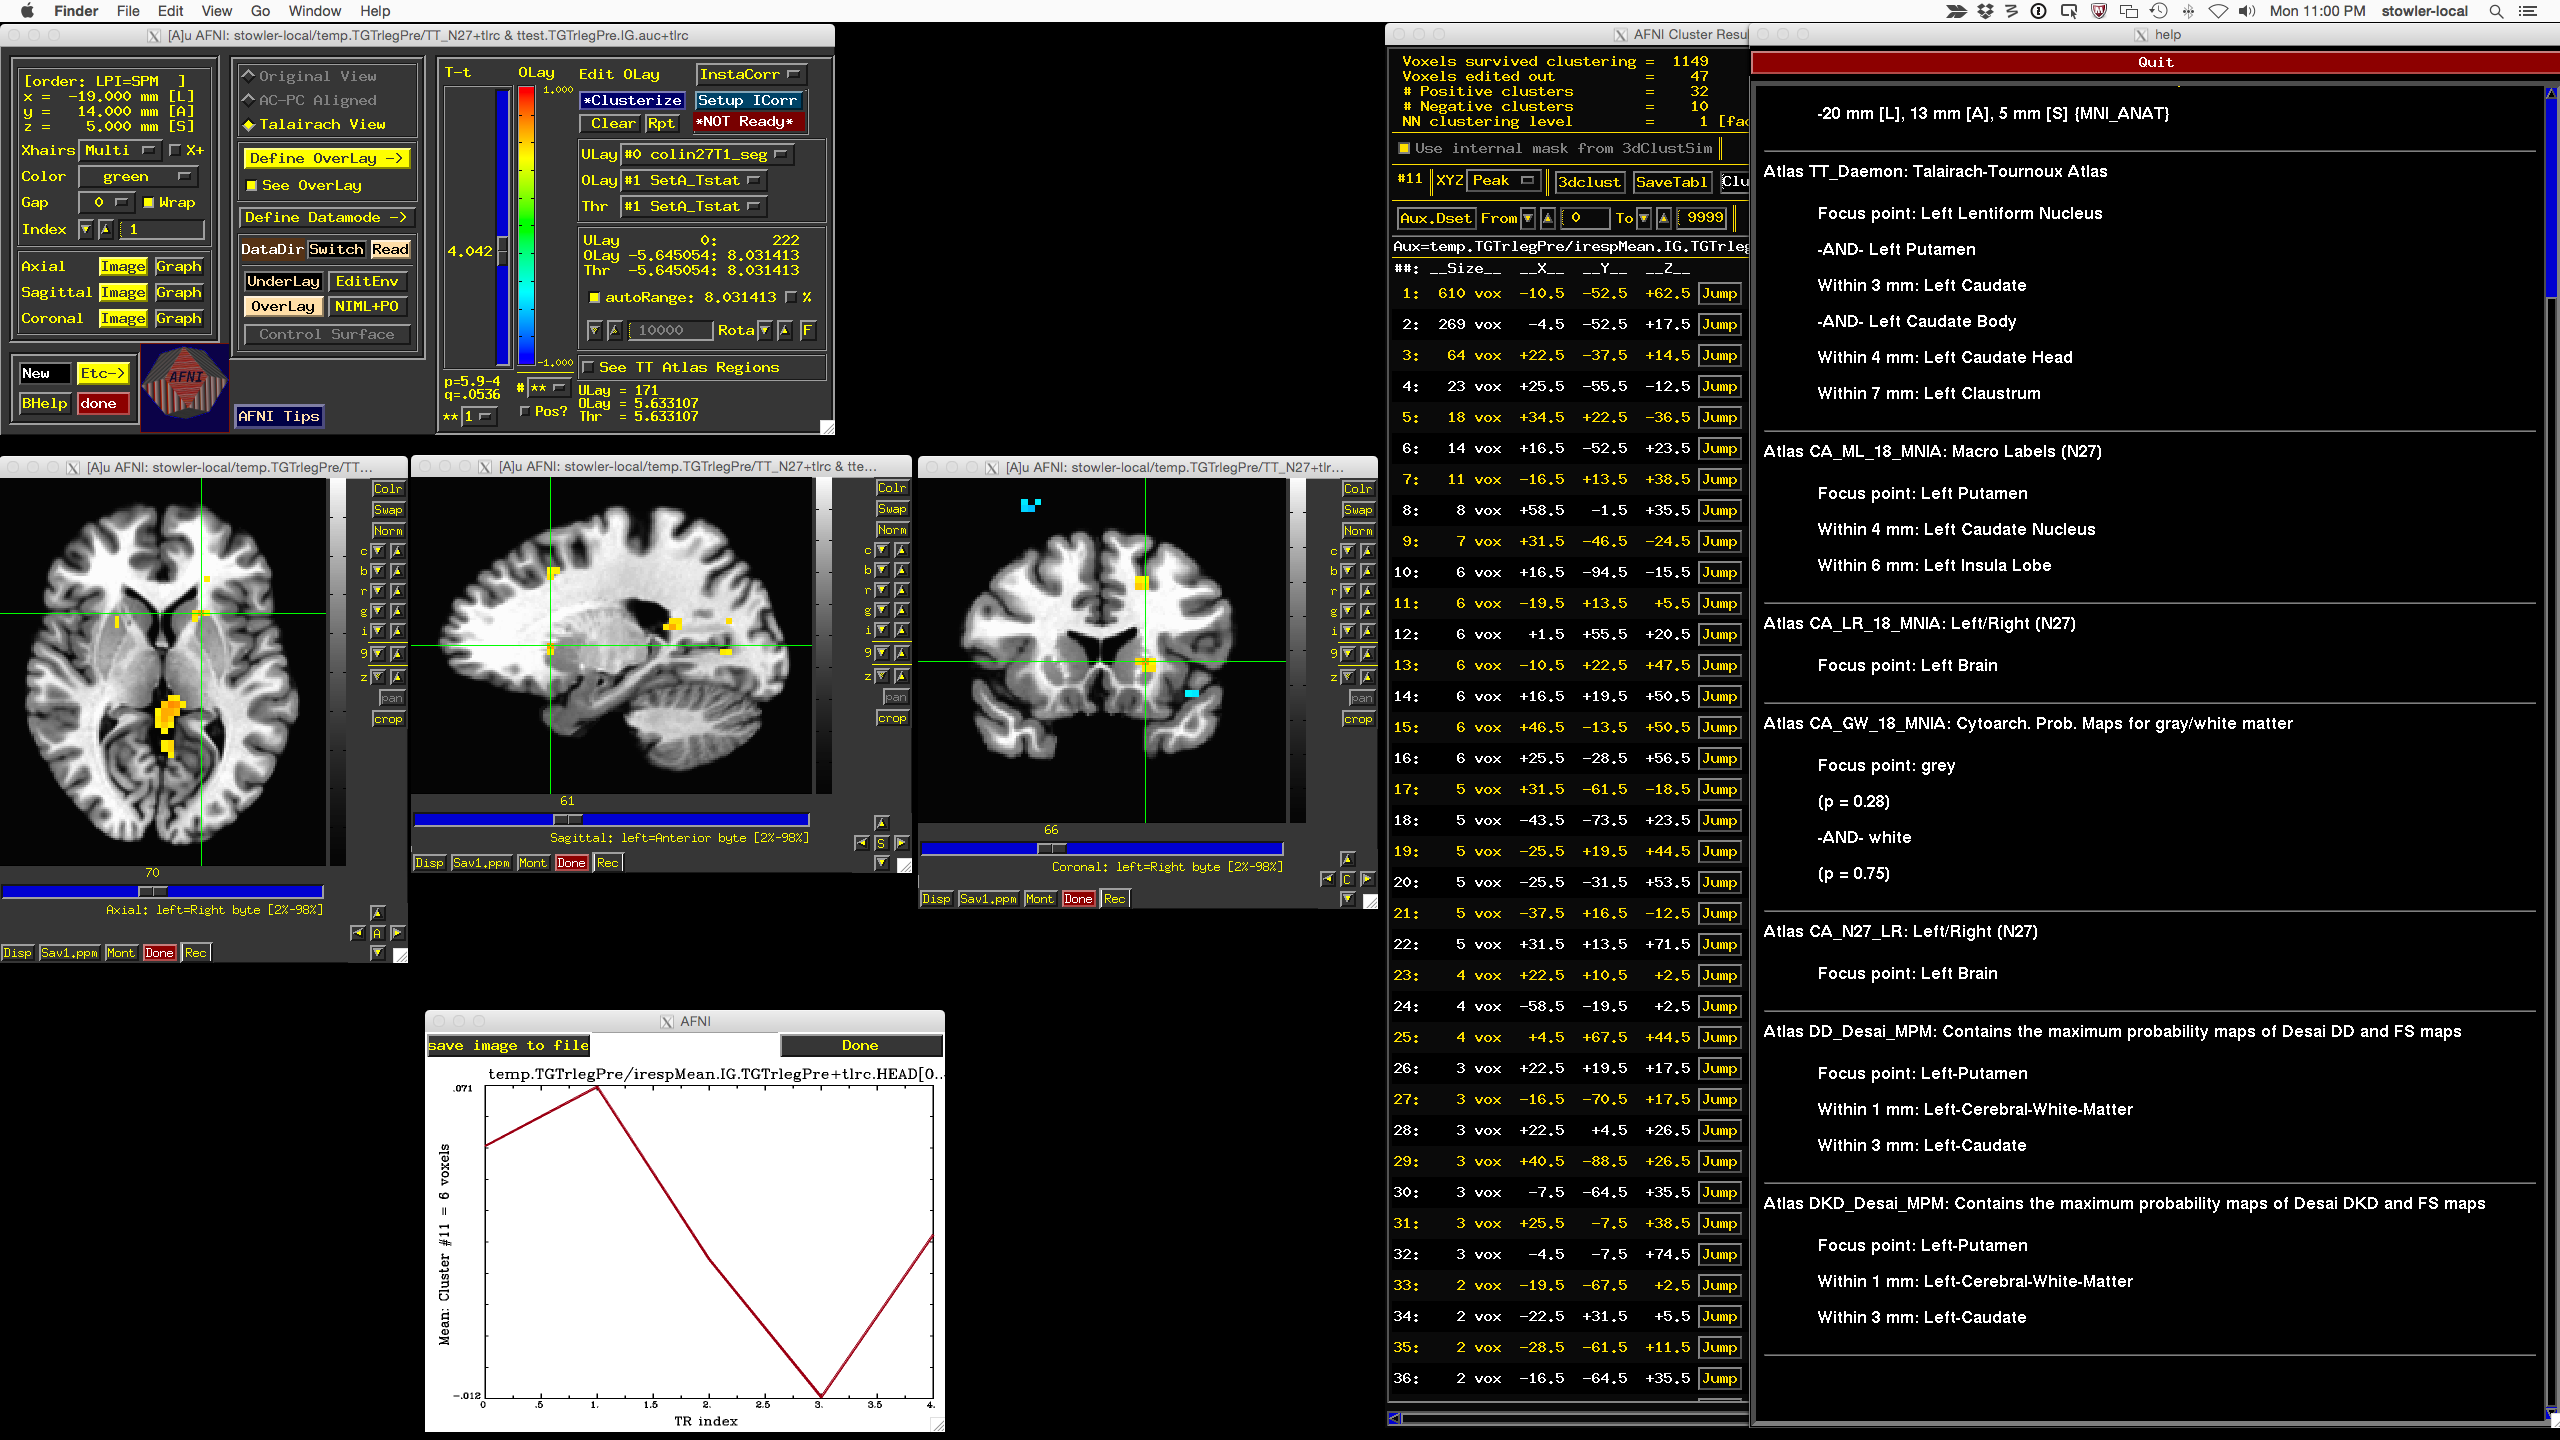 Finder File Edit View Go Window Help
Mon 11:00 PM stowler-local
[A]u AFNI: stowler-local/temp.TGTrlegPre/TT_N27+tlrc & ttest.TGTrlegPre.IG.auc+tlrc
[order: LPI=SPM ]
x = -19.000 mm [L]
y = 14.000 mm [A]
z = 5.000 mm [S]
Xhairs Multi X+
Color green
Gap 0 Wrap
Index 1
Axial Image Graph
Sagittal Image Graph
Coronal Image Graph
New Etc->
BHelp done
AFNI
Original View
AC-PC Aligned
Talairach View
Define OverLay ->
See OverLay
Define Datamode ->
DataDir Switch Read
UnderLay EditEnv
OverLay NIML+PO
Control Surface
AFNI Tips
T-t
4.042
p=5.9-4
q=.0536
** 1
OLay
1.000
-1.000
# **
Pos?
Edit OLay InstaCorr
*Clusterize Setup ICorr
Clear Rpt *NOT Ready*
ULay #0 colin27T1_seg
OLay #1 SetA_Tstat
Thr #1 SetA_Tstat
ULay 0: 222
OLay -5.645054: 8.031413
Thr -5.645054: 8.031413
autoRange: 8.031413 %
10000 Rota F
See TT Atlas Regions
ULay = 171
OLay = 5.633107
Thr = 5.633107
[A]u AFNI: stowler-local/temp.TGTrlegPre/TT...
Colr
Swap
Norm
c
b
r
g
i
9
z
pan
crop
70
Axial: left=Right byte [2%-98%]
A
Disp Sav1.ppm Mont Done Rec
[A]u AFNI: stowler-local/temp.TGTrlegPre/TT_N27+tlrc & tte...
Colr
Swap
Norm
c
b
r
g
i
9
z
pan
crop
61
Sagittal: left=Anterior byte [2%-98%]
S
Disp Sav1.ppm Mont Done Rec
[A]u AFNI: stowler-local/temp.TGTrlegPre/TT_N27+tlr...
Colr
Swap
Norm
c
b
r
g
i
9
z
pan
crop
66
Coronal: left=Right byte [2%-98%]
C
Disp Sav1.ppm Mont Done Rec
AFNI
save image to file Done
temp.TGTrlegPre/irespMean.IG.TGTrlegPre+tlrc.HEAD[0..
.071
Mean: Cluster #11 = 6 voxels
-.012
0 .5 1. 1.5 2. 2.5 3. 3.5 4.
TR index
AFNI Cluster Resu
Voxels survived clustering = 1149
Voxels edited out = 47
# Positive clusters = 32
# Negative clusters = 10
NN clustering level = 1 [fac
Use internal mask from 3dClustSim
#11 XYZ Peak 3dclust SaveTabl Clu
Aux.Dset From 0 To 9999
Aux=temp.TGTrlegPre/irespMean.IG.TGTrleg
##: __Size__ __X__ __Y__ __Z__
1: 610 vox -10.5 -52.5 +62.5 Jump
2: 269 vox -4.5 -52.5 +17.5 Jump
3: 64 vox +22.5 -37.5 +14.5 Jump
4: 23 vox +25.5 -55.5 -12.5 Jump
5: 18 vox +34.5 +22.5 -36.5 Jump
6: 14 vox +16.5 -52.5 +23.5 Jump
7: 11 vox -16.5 +13.5 +38.5 Jump
8: 8 vox +58.5 -1.5 +35.5 Jump
9: 7 vox +31.5 -46.5 -24.5 Jump
10: 6 vox +16.5 -94.5 -15.5 Jump
11: 6 vox -19.5 +13.5 +5.5 Jump
12: 6 vox +1.5 +55.5 +20.5 Jump
13: 6 vox -10.5 +22.5 +47.5 Jump
14: 6 vox +16.5 +19.5 +50.5 Jump
15: 6 vox +46.5 -13.5 +50.5 Jump
16: 6 vox +25.5 -28.5 +56.5 Jump
17: 5 vox +31.5 -61.5 -18.5 Jump
18: 5 vox -43.5 -73.5 +23.5 Jump
19: 5 vox -25.5 +19.5 +44.5 Jump
20: 5 vox -25.5 -31.5 +53.5 Jump
21: 5 vox -37.5 +16.5 -12.5 Jump
22: 5 vox +31.5 +13.5 +71.5 Jump
23: 4 vox +22.5 +10.5 +2.5 Jump
24: 4 vox -58.5 -19.5 +2.5 Jump
25: 4 vox +4.5 +67.5 +44.5 Jump
26: 3 vox +22.5 +19.5 +17.5 Jump
27: 3 vox -16.5 -70.5 +17.5 Jump
28: 3 vox +22.5 +4.5 +26.5 Jump
29: 3 vox +40.5 -88.5 +26.5 Jump
30: 3 vox -7.5 -64.5 +35.5 Jump
31: 3 vox +25.5 -7.5 +38.5 Jump
32: 3 vox -4.5 -7.5 +74.5 Jump
33: 2 vox -19.5 -67.5 +2.5 Jump
34: 2 vox -22.5 +31.5 +5.5 Jump
35: 2 vox -28.5 -61.5 +11.5 Jump
36: 2 vox -16.5 -64.5 +35.5 Jump
help
Quit
-20 mm [L], 13 mm [A], 5 mm [S] {MNI_ANAT}
Atlas TT_Daemon: Talairach-Tournoux Atlas
Focus point: Left Lentiform Nucleus
-AND- Left Putamen
Within 3 mm: Left Caudate
-AND- Left Caudate Body
Within 4 mm: Left Caudate Head
Within 7 mm: Left Claustrum
Atlas CA_ML_18_MNIA: Macro Labels (N27)
Focus point: Left Putamen
Within 4 mm: Left Caudate Nucleus
Within 6 mm: Left Insula Lobe
Atlas CA_LR_18_MNIA: Left/Right (N27)
Focus point: Left Brain
Atlas CA_GW_18_MNIA: Cytoarch. Prob. Maps for gray/white matter
Focus point: grey
(p = 0.28)
-AND- white
(p = 0.75)
Atlas CA_N27_LR: Left/Right (N27)
Focus point: Left Brain
Atlas DD_Desai_MPM: Contains the maximum probability maps of Desai DD and FS maps
Focus point: Left-Putamen
Within 1 mm: Left-Cerebral-White-Matter
Within 3 mm: Left-Caudate
Atlas DKD_Desai_MPM: Contains the maximum probability maps of Desai DKD and FS maps
Focus point: Left-Putamen
Within 1 mm: Left-Cerebral-White-Matter
Within 3 mm: Left-Caudate